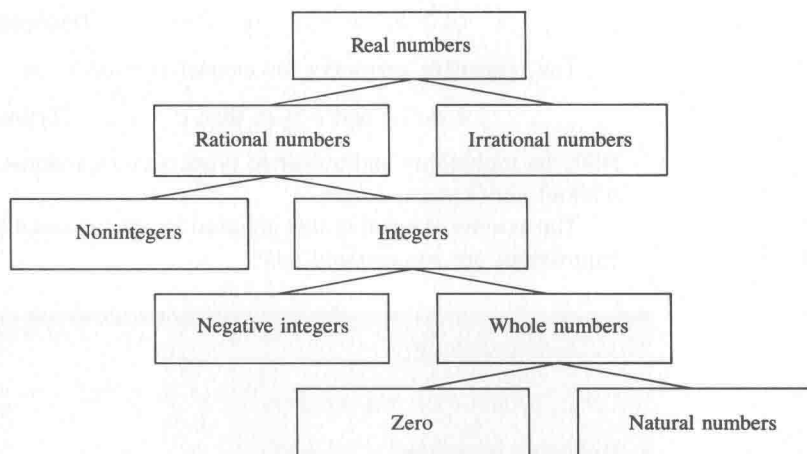 Real numbers
Rational numbers
Irrational numbers
Nonintegers
Integers
Negative integers
Whole numbers
Zero
Natural numbers